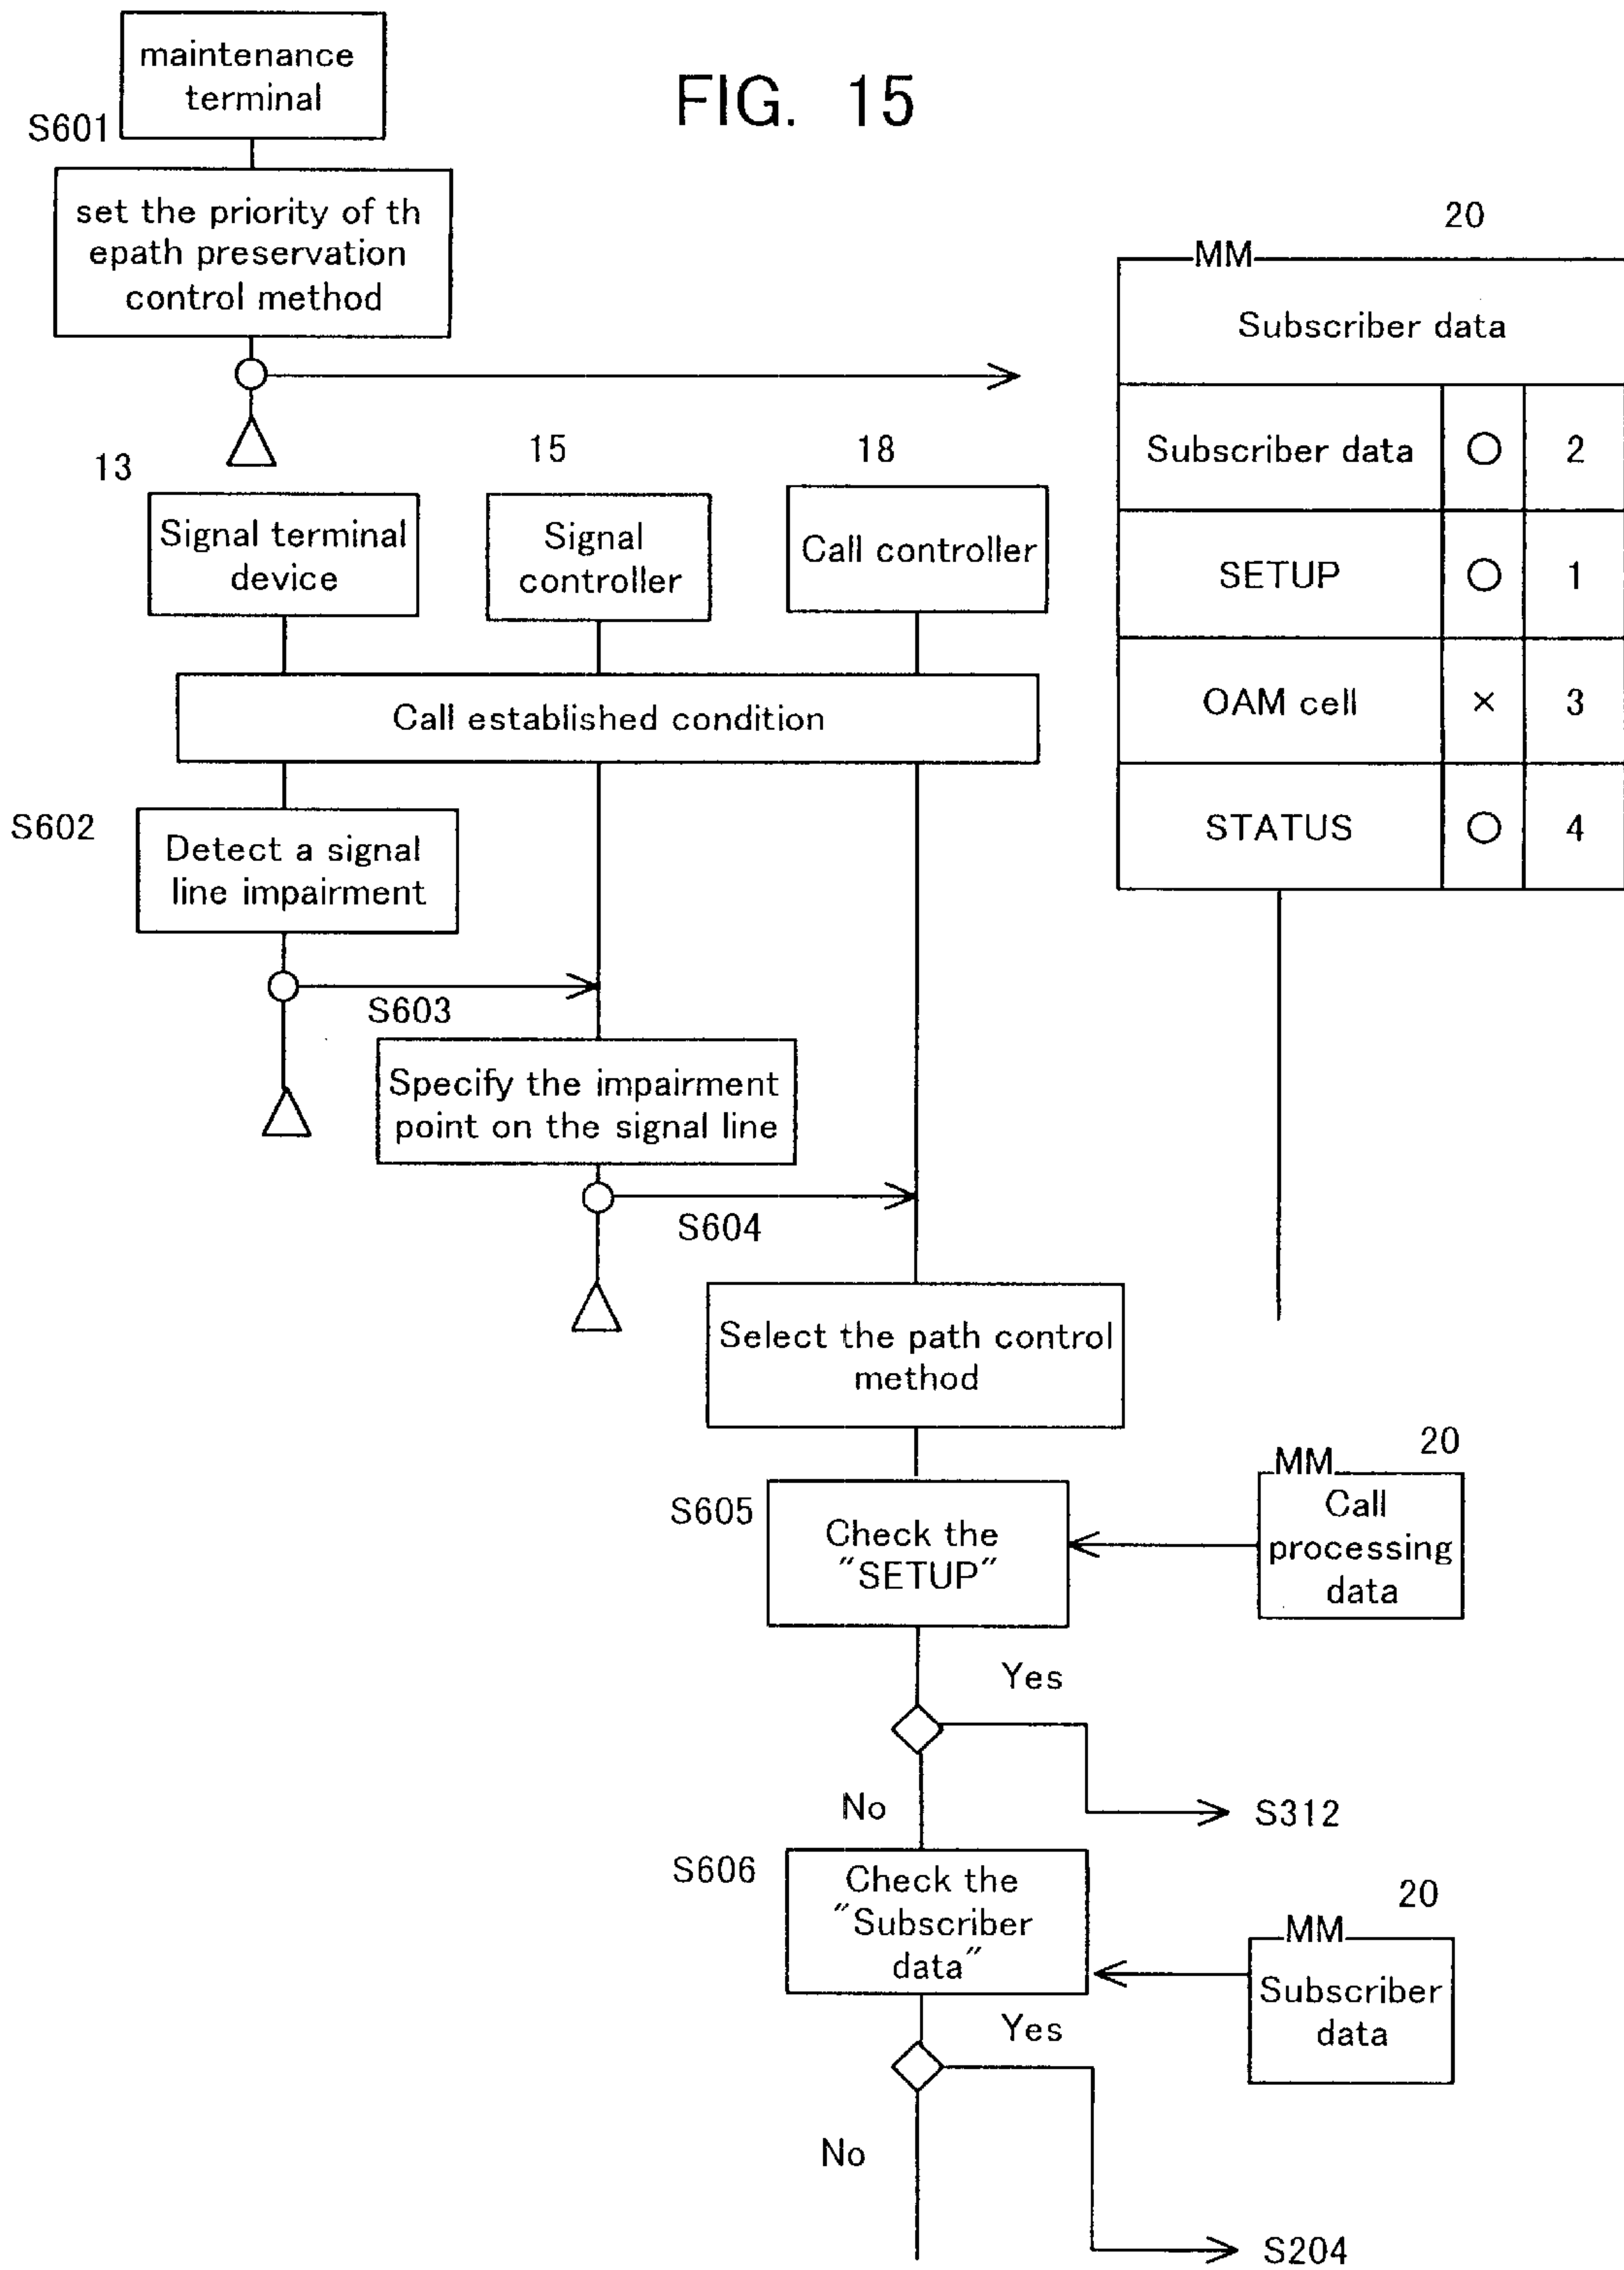 FIG. 15
maintenance
terminal
S601
set the priority of th
epath preservation
control method
20
MM
Subscriber data
Subscriber data ○ 2
SETUP ○ 1
OAM cell × 3
STATUS ○ 4
13
Signal terminal
device
15
Signal
controller
18
Call controller
Call established condition
S602
Detect a signal
line impairment
S603
Specify the impairment
point on the signal line
S604
Select the path control
method
S605
Check the
"SETUP"
20
MM
Call
processing
data
Yes
No
S312
S606
Check the
"Subscriber
data"
20
MM
Subscriber
data
Yes
No
S204